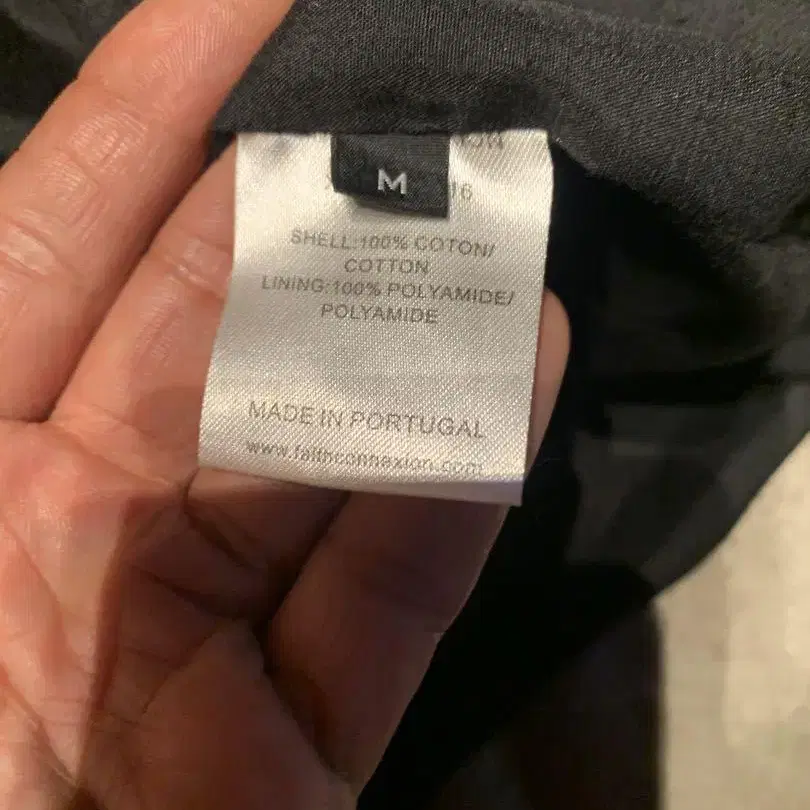 M
16
SHELL:100% COTON/
COTTON
LINING:100% POLYAMIDE/
POLYAMIDE
MADE IN PORTUGAL
www.faithconnexion.com